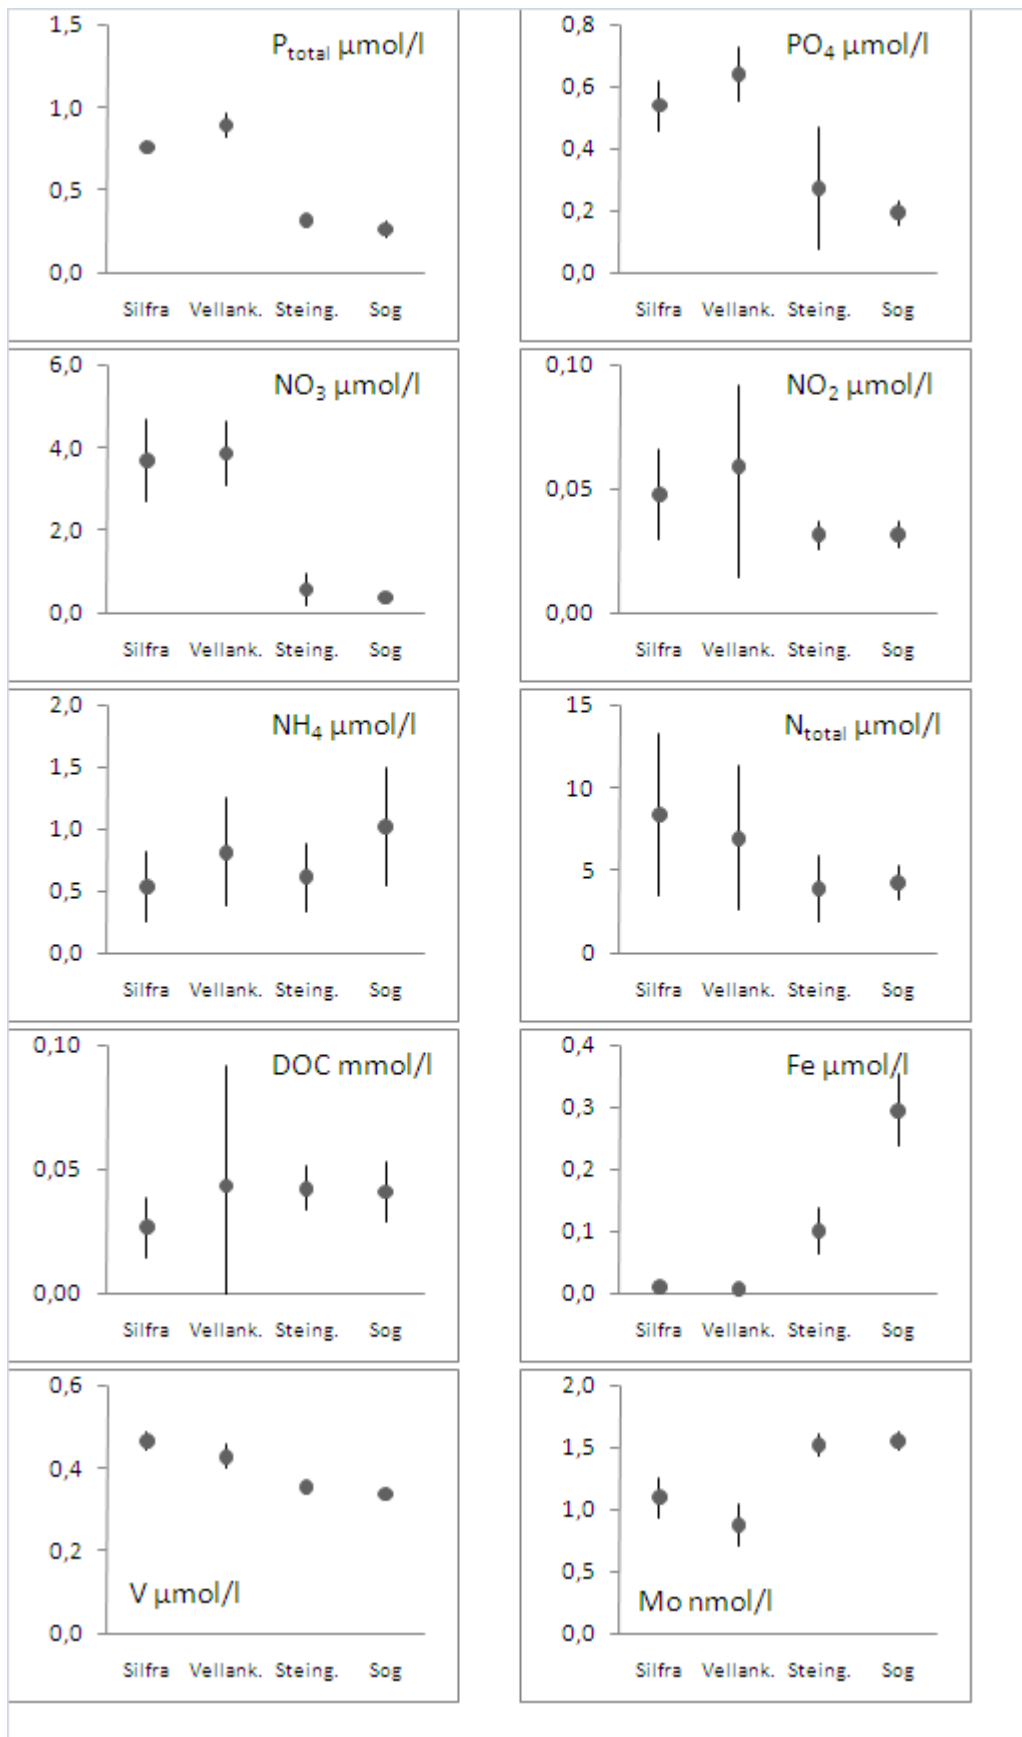 P total µmol/l
1,5
1,0
0,5
0,0
Silfra Vellank. Steing. Sog
PO4 µmol/l
0,8
0,6
0,4
0,2
0,0
Silfra Vellank. Steing. Sog
NO3 µmol/l
6,0
4,0
2,0
0,0
Silfra Vellank. Steing. Sog
NO2 µmol/l
0,10
0,05
0,00
Silfra Vellank. Steing. Sog
NH4 µmol/l
2,0
1,5
1,0
0,5
0,0
Silfra Vellank. Steing. Sog
N total µmol/l
15
10
5
0
Silfra Vellank. Steing. Sog
DOC mmol/l
0,10
0,05
0,00
Silfra Vellank. Steing. Sog
Fe µmol/l
0,4
0,3
0,2
0,1
0,0
Silfra Vellank. Steing. Sog
0,6
0,4
0,2
V µmol/l
0,0
Silfra Vellank. Steing. Sog
2,0
1,5
1,0
0,5
Mo nmol/l
0,0
Silfra Vellank. Steing. Sog